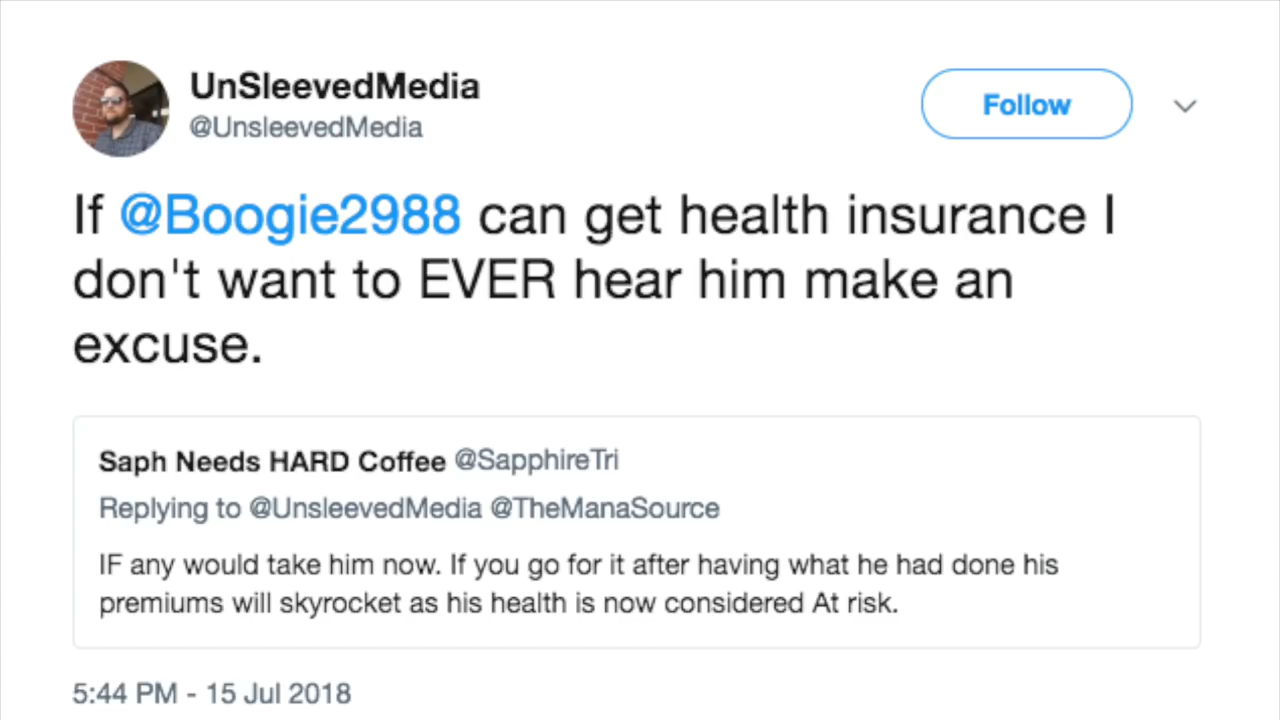 UnSleevedMedia
@UnsleevedMedia
Follow
If @Boogie2988 can get health insurance I
don't want to EVER hear him make an
excuse.
Saph Needs HARD Coffee @SapphireTri
Replying to @UnsleevedMedia @TheManaSource
IF any would take him now. If you go for it after having what he had done his
premiums will skyrocket as his health is now considered At risk.
5:44 PM - 15 Jul 2018